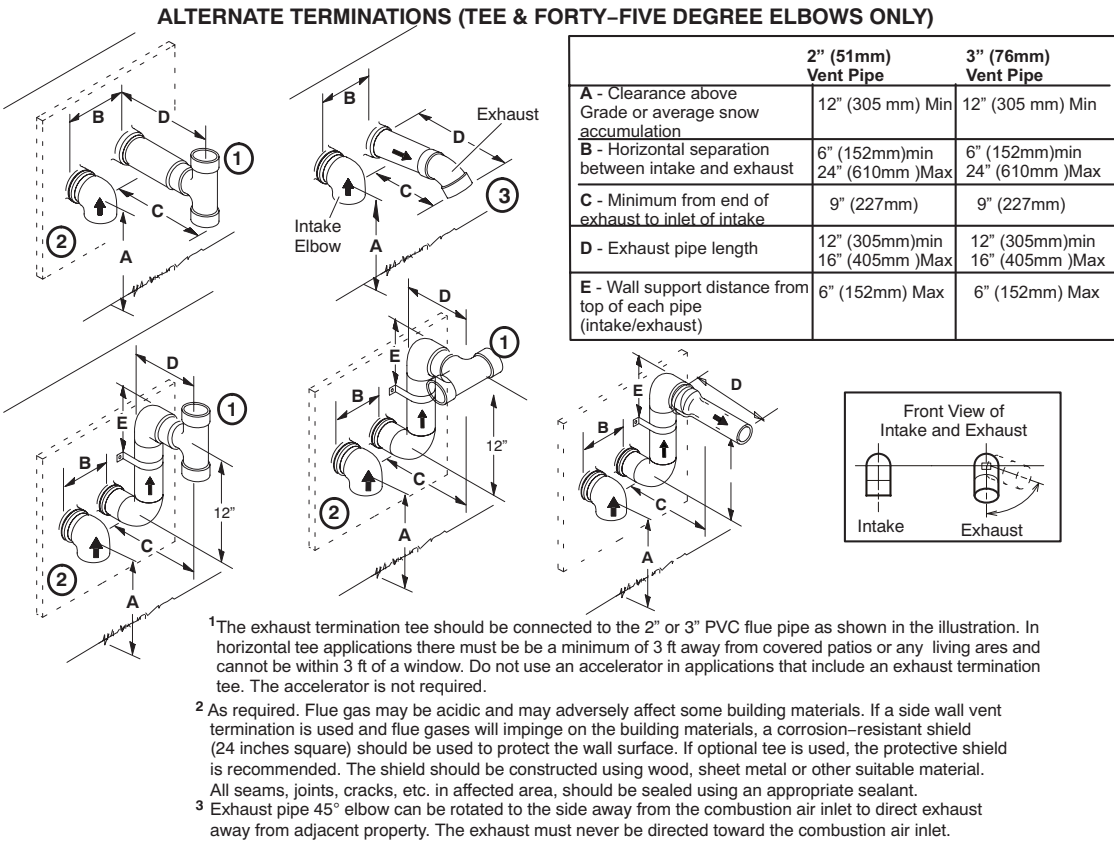 ALTERNATE TERMINATIONS (TEE & FORTY–FIVE DEGREE ELBOWS ONLY)
B
D
1
C
2
A
B
Exhaust
D
3
C
Intake
Elbow
A
2” (51mm)
Vent Pipe
3” (76mm)
Vent Pipe
A - Clearance above
Grade or average snow
accumulation
12” (305 mm) Min
12” (305 mm) Min
B - Horizontal separation
between intake and exhaust
6” (152mm)min
24” (610mm )Max
6” (152mm)min
24” (610mm )Max
C - Minimum from end of
exhaust to inlet of intake
9” (227mm)
9” (227mm)
D - Exhaust pipe length
12” (305mm)min
16” (405mm )Max
12” (305mm)min
16” (405mm )Max
E - Wall support distance from
top of each pipe
(intake/exhaust)
6” (152mm) Max
6” (152mm) Max
D
1
E
B
12”
C
2
A
D
1
E
B
12”
C
2
A
D
E
B
C
A
Front View of
Intake and Exhaust
Intake
Exhaust
1The exhaust termination tee should be connected to the 2” or 3” PVC flue pipe as shown in the illustration. In
horizontal tee applications there must be be a minimum of 3 ft away from covered patios or any living ares and
cannot be within 3 ft of a window. Do not use an accelerator in applications that include an exhaust termination
tee. The accelerator is not required.
2 As required. Flue gas may be acidic and may adversely affect some building materials. If a side wall vent
termination is used and flue gases will impinge on the building materials, a corrosion–resistant shield
(24 inches square) should be used to protect the wall surface. If optional tee is used, the protective shield
is recommended. The shield should be constructed using wood, sheet metal or other suitable material.
All seams, joints, cracks, etc. in affected area, should be sealed using an appropriate sealant.
3 Exhaust pipe 45° elbow can be rotated to the side away from the combustion air inlet to direct exhaust
away from adjacent property. The exhaust must never be directed toward the combustion air inlet.